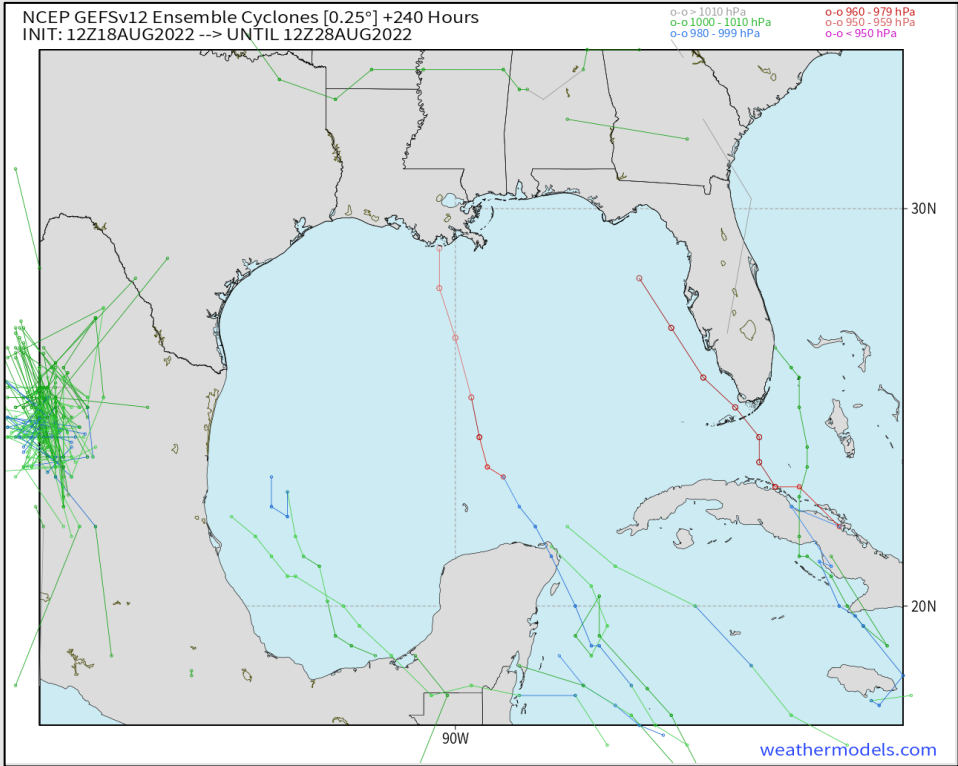 NCEP GEFSv12 Ensemble Cyclones [0.25°] +240 Hours
INIT: 12Z18AUG2022 --> UNTIL 12Z28AUG2022
o-o > 1010 hPa
o-o 1000 - 1010 hPa
o-o 980 - 999 hPa
o-o 960 - 979 hPa
o-o 950 - 959 hPa
o-o < 950 hPa
30N
20N
90W
weathermodels.com